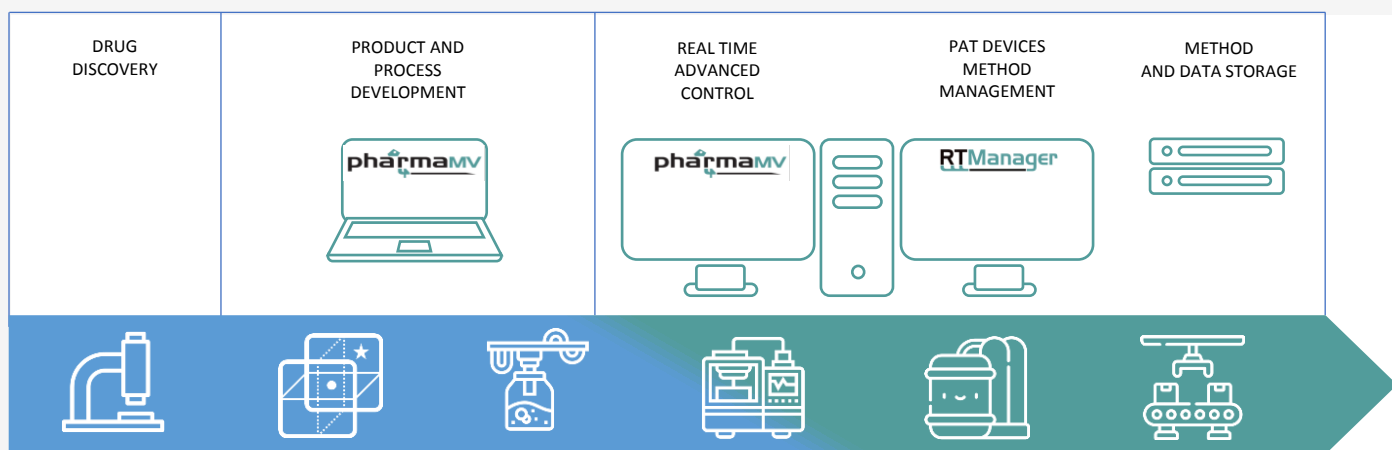 DRUG
DISCOVERY
PRODUCT AND
PROCESS
DEVELOPMENT
REAL TIME
ADVANCED
CONTROL
PAT DEVICES
METHOD
MANAGEMENT
METHOD
AND DATA STORAGE
pharmaMV
pharmaMV
RTManager